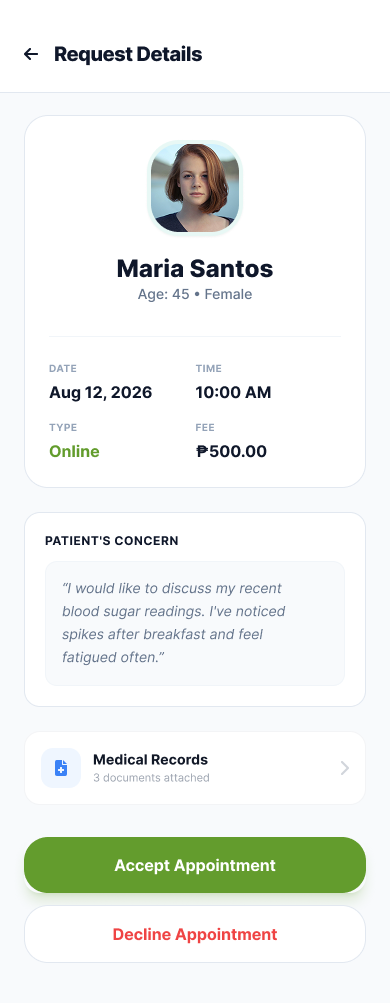 Request Details
Maria Santos
Age: 45 • Female
DATE
TIME
Aug 12, 2026
10:00 AM
TYPE
FEE
Online
₱500.00
PATIENT'S CONCERN
“I would like to discuss my recent
blood sugar readings. I've noticed
spikes after breakfast and feel
fatigued often.”
Medical Records
3 documents attached
Accept Appointment
Decline Appointment